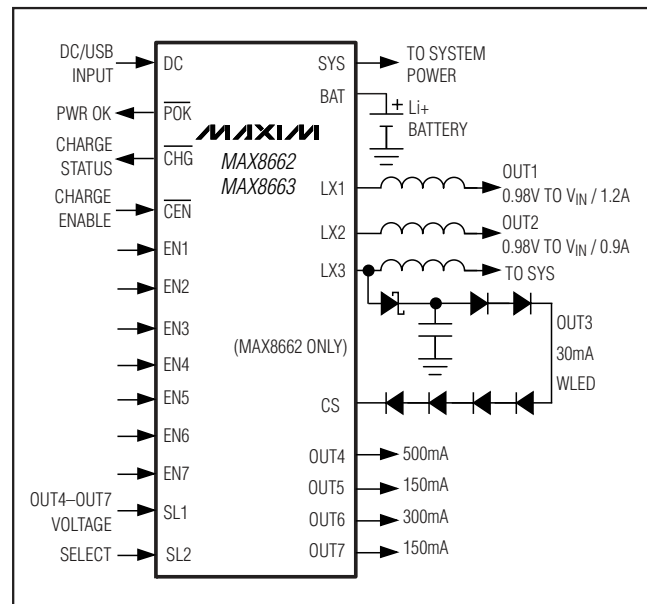 DC/USB
INPUT
PWR OK
CHARGE
STATUS
CHARGE
ENABLE
OUT4–OUT7
VOLTAGE
SELECT
DC
POK
CHG
CEN
EN1
EN2
EN3
EN4
EN5
EN6
EN7
SL1
SL2
MAXIM
MAX8662
MAX8663
(MAX8662 ONLY)
SYS
BAT
LX1
LX2
LX3
CS
OUT4
OUT5
OUT6
OUT7
TO SYSTEM
POWER
+
Li+
BATTERY
OUT1
0.98V TO VIN / 1.2A
OUT2
0.98V TO VIN / 0.9A
TO SYS
OUT3
30mA
WLED
500mA
150mA
300mA
150mA